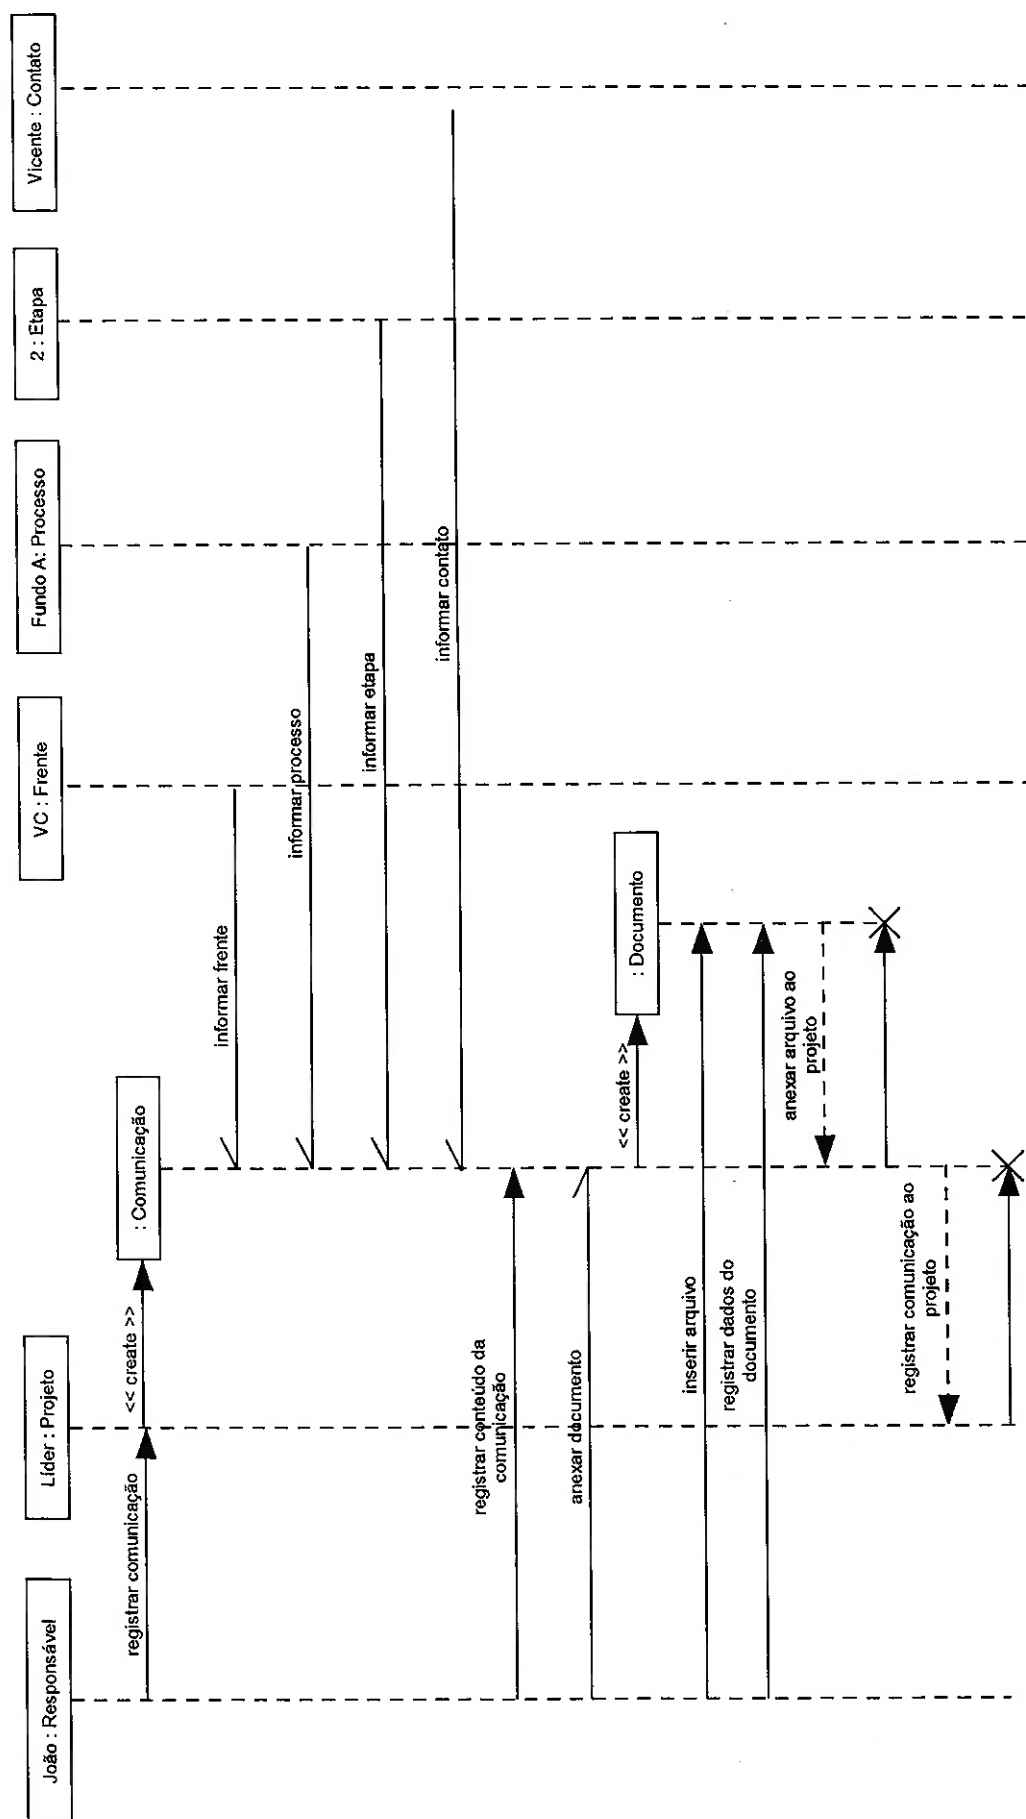 João : Responsável
Líder : Projeto
: Comunicação
: Documento
VC : Frente
Fundo A: Processo
2 : Etapa
Vicente : Contato
registrar comunicação
<< create >>
informar frente
informar processo
informar etapa
informar contato
registrar conteúdo da
comunicação
anexar documento
<< create >>
inserir arquivo
registrar dados do
documento
anexar arquivo ao
projeto
registrar comunicação ao
projeto